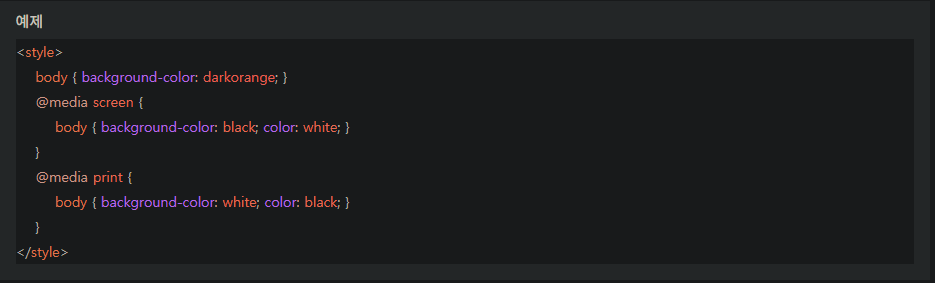 예제
<style>
body { background-color: darkorange; }
@media screen {
body { background-color: black; color: white; }
}
@media print {
body { background-color: white; color: black; }
}
</style>